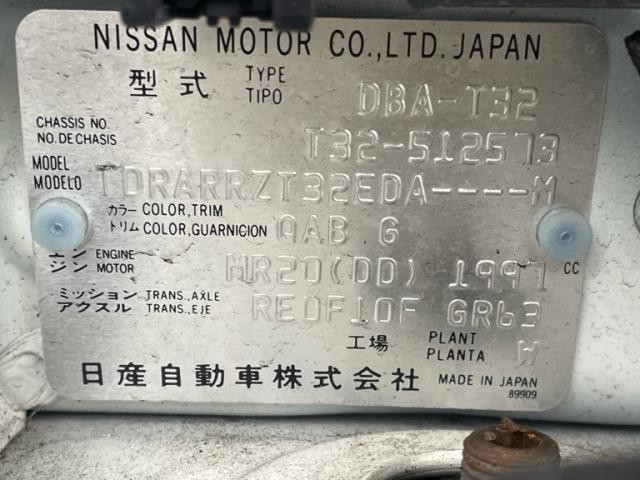 NISSAN MOTOR CO.,LTD. JAPAN
型式 TYPE TIPO DBA-T32
CHASSIS NO. NO. DE CHASIS T32-512573
MODEL MODELO TDRARRZT32EDA----M
カラー COLOR, TRIM
トリム COLOR, GUARNICION QAB G
エンジン ENGINE MOTOR MR20(DD) 1997 CC
ミッション アクスル TRANS., AXLE TRANS., EJE RE0F10F GR63
工場 PLANT PLANTA W
日産自動車株式会社 MADE IN JAPAN
89909